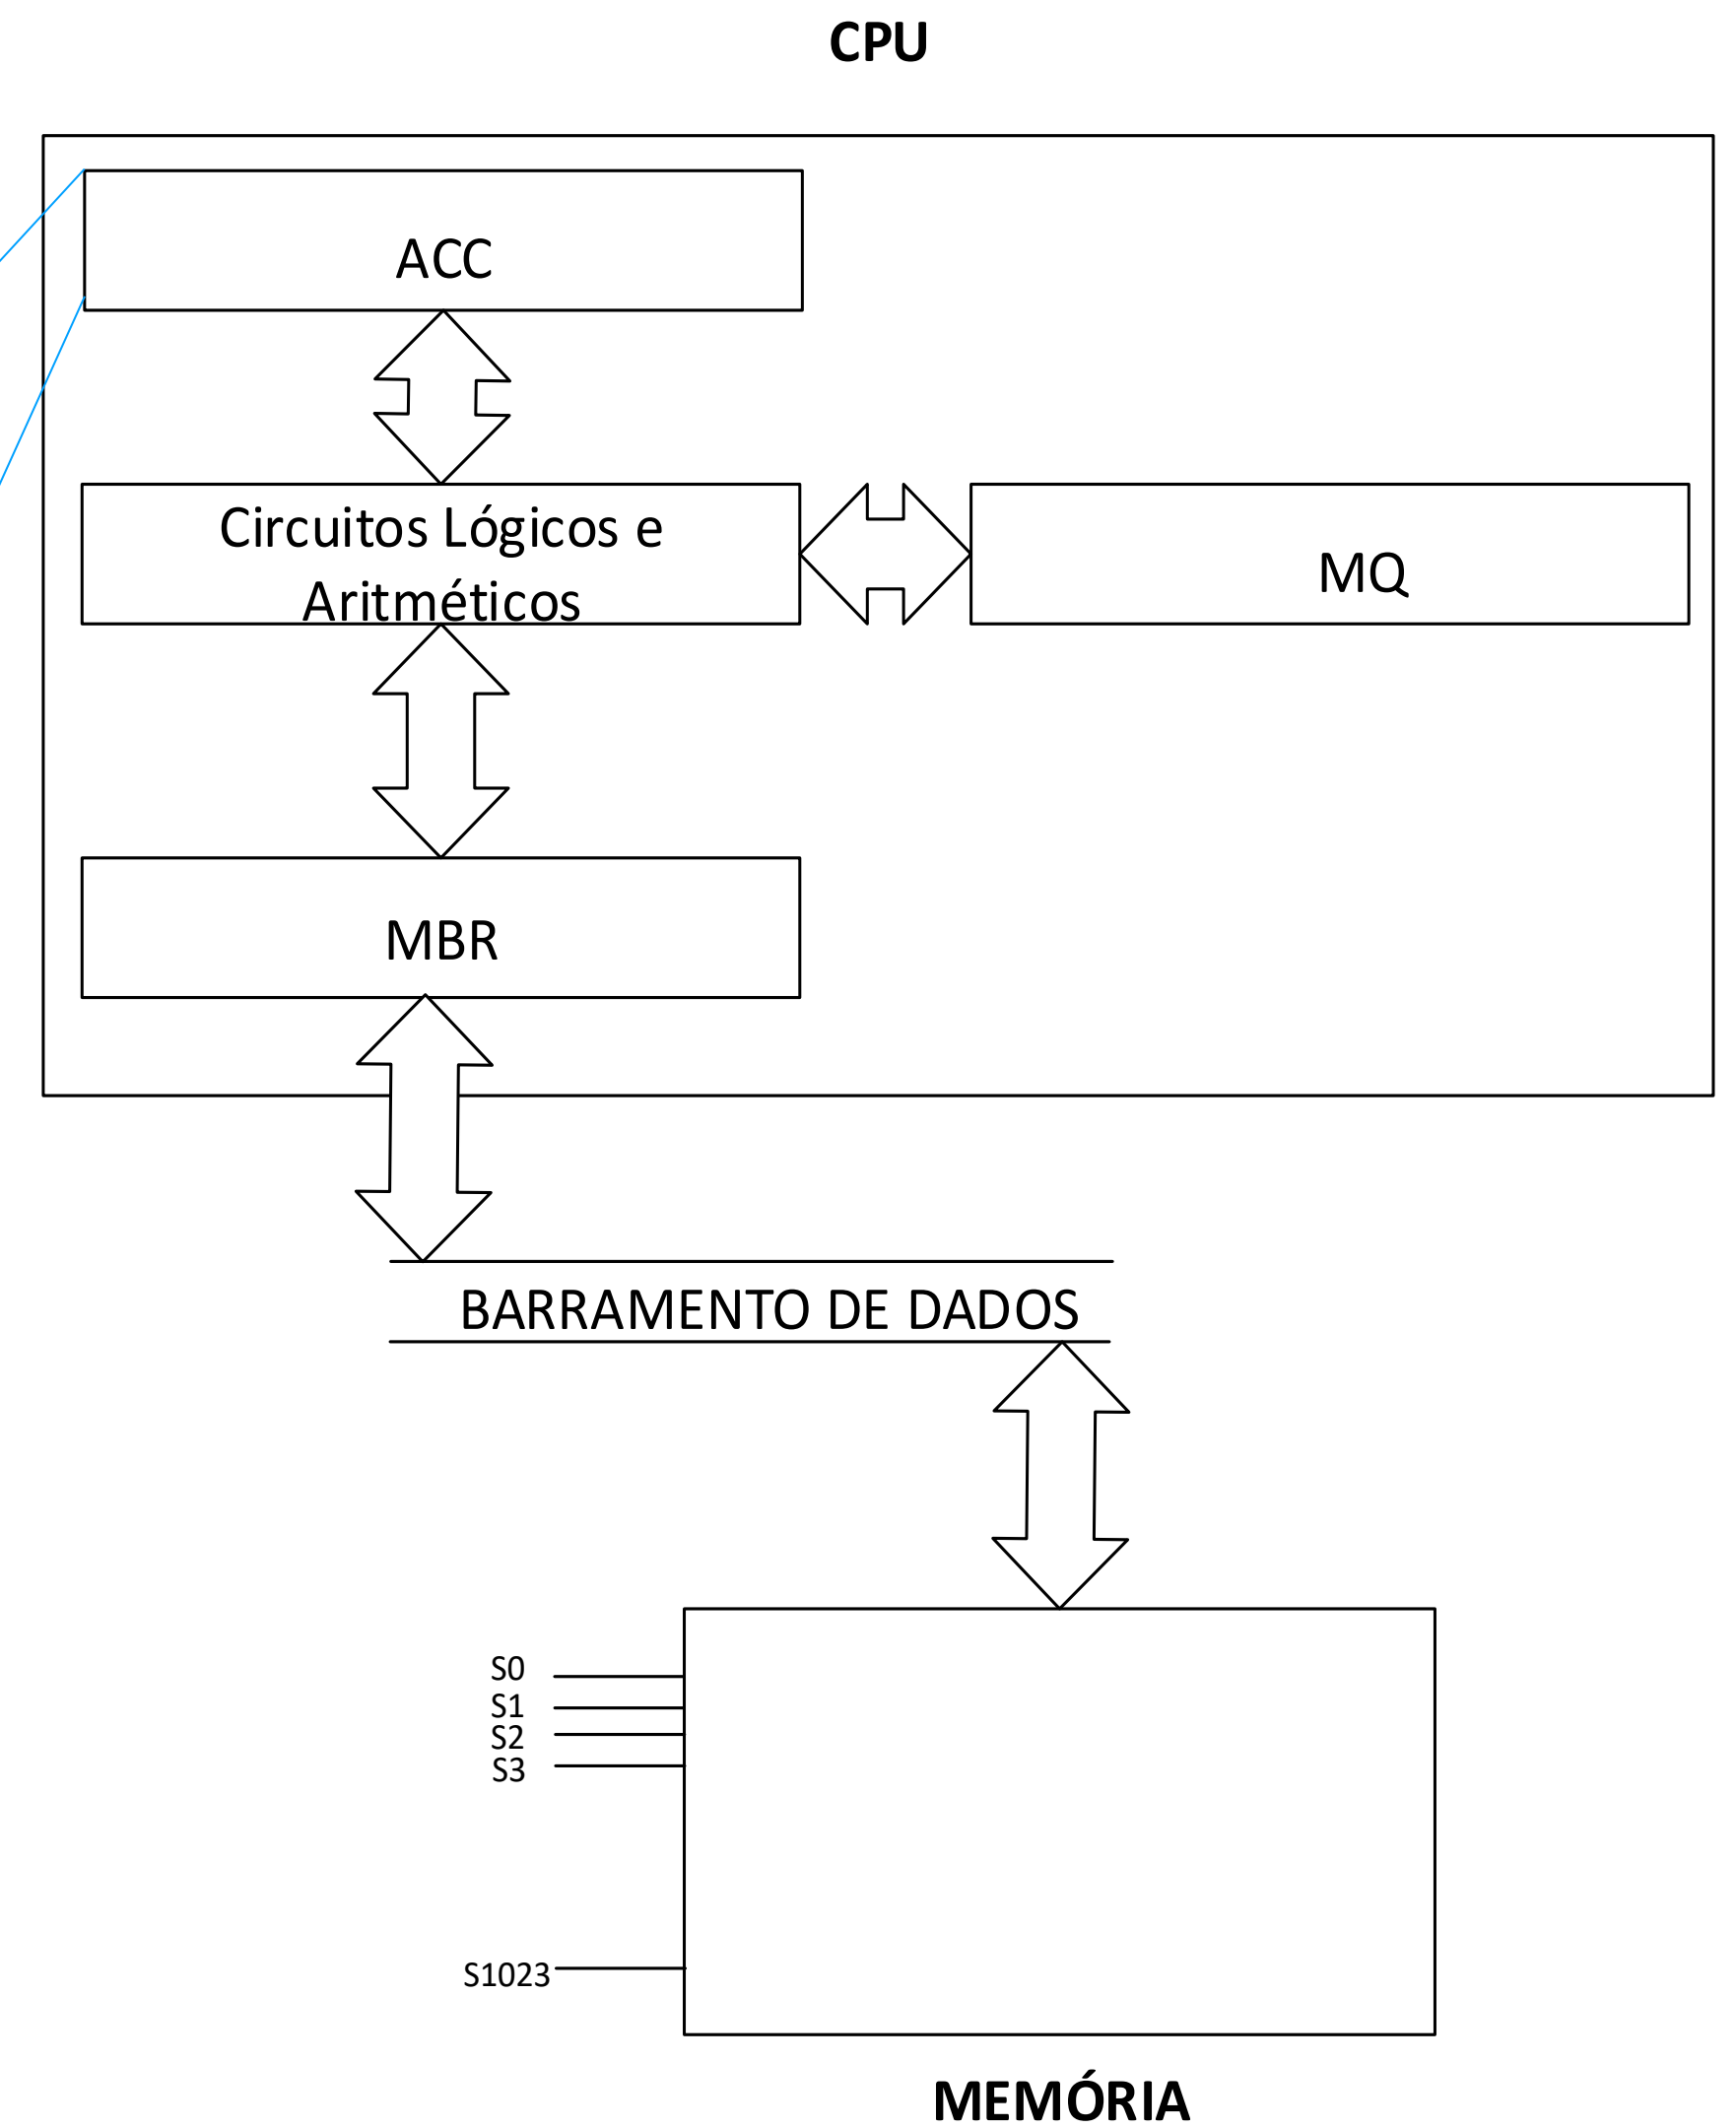 CPU
ACC
Circuitos Lógicos e
Aritméticos
MQ
MBR
BARRAMENTO DE DADOS
S0
S1
S2
S3
S1023
MEMÓRIA